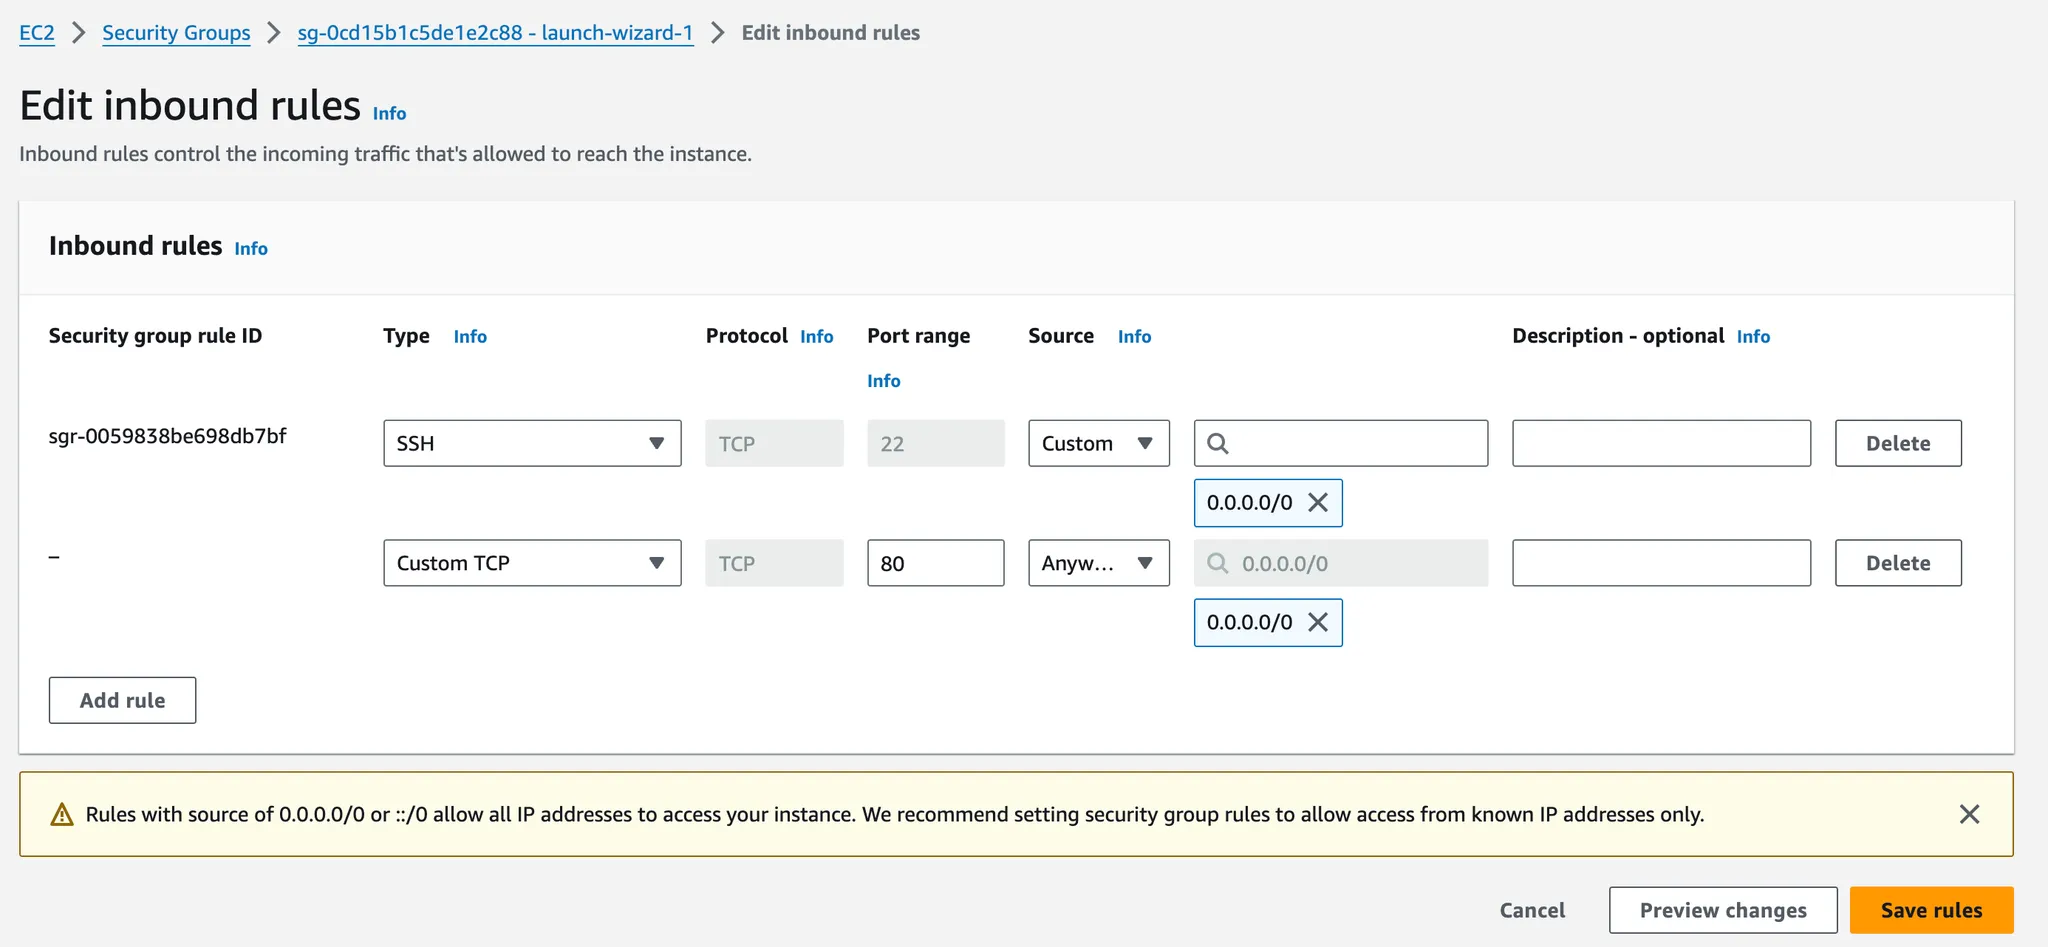 EC2 > Security Groups > sg-0cd15b1c5de1e2c88 - launch-wizard-1 > Edit inbound rules
Edit inbound rules Info
Inbound rules control the incoming traffic that's allowed to reach the instance.
Inbound rules Info
Security group rule ID Type Info Protocol Info Port range Source Info Description - optional Info
Info
sgr-0059838be698db7bf SSH TCP 22 Custom Delete
0.0.0.0/0
– Custom TCP TCP 80 Anyw... 0.0.0.0/0 Delete
0.0.0.0/0
Add rule
Rules with source of 0.0.0.0/0 or ::/0 allow all IP addresses to access your instance. We recommend setting security group rules to allow access from known IP addresses only.
Cancel Preview changes Save rules